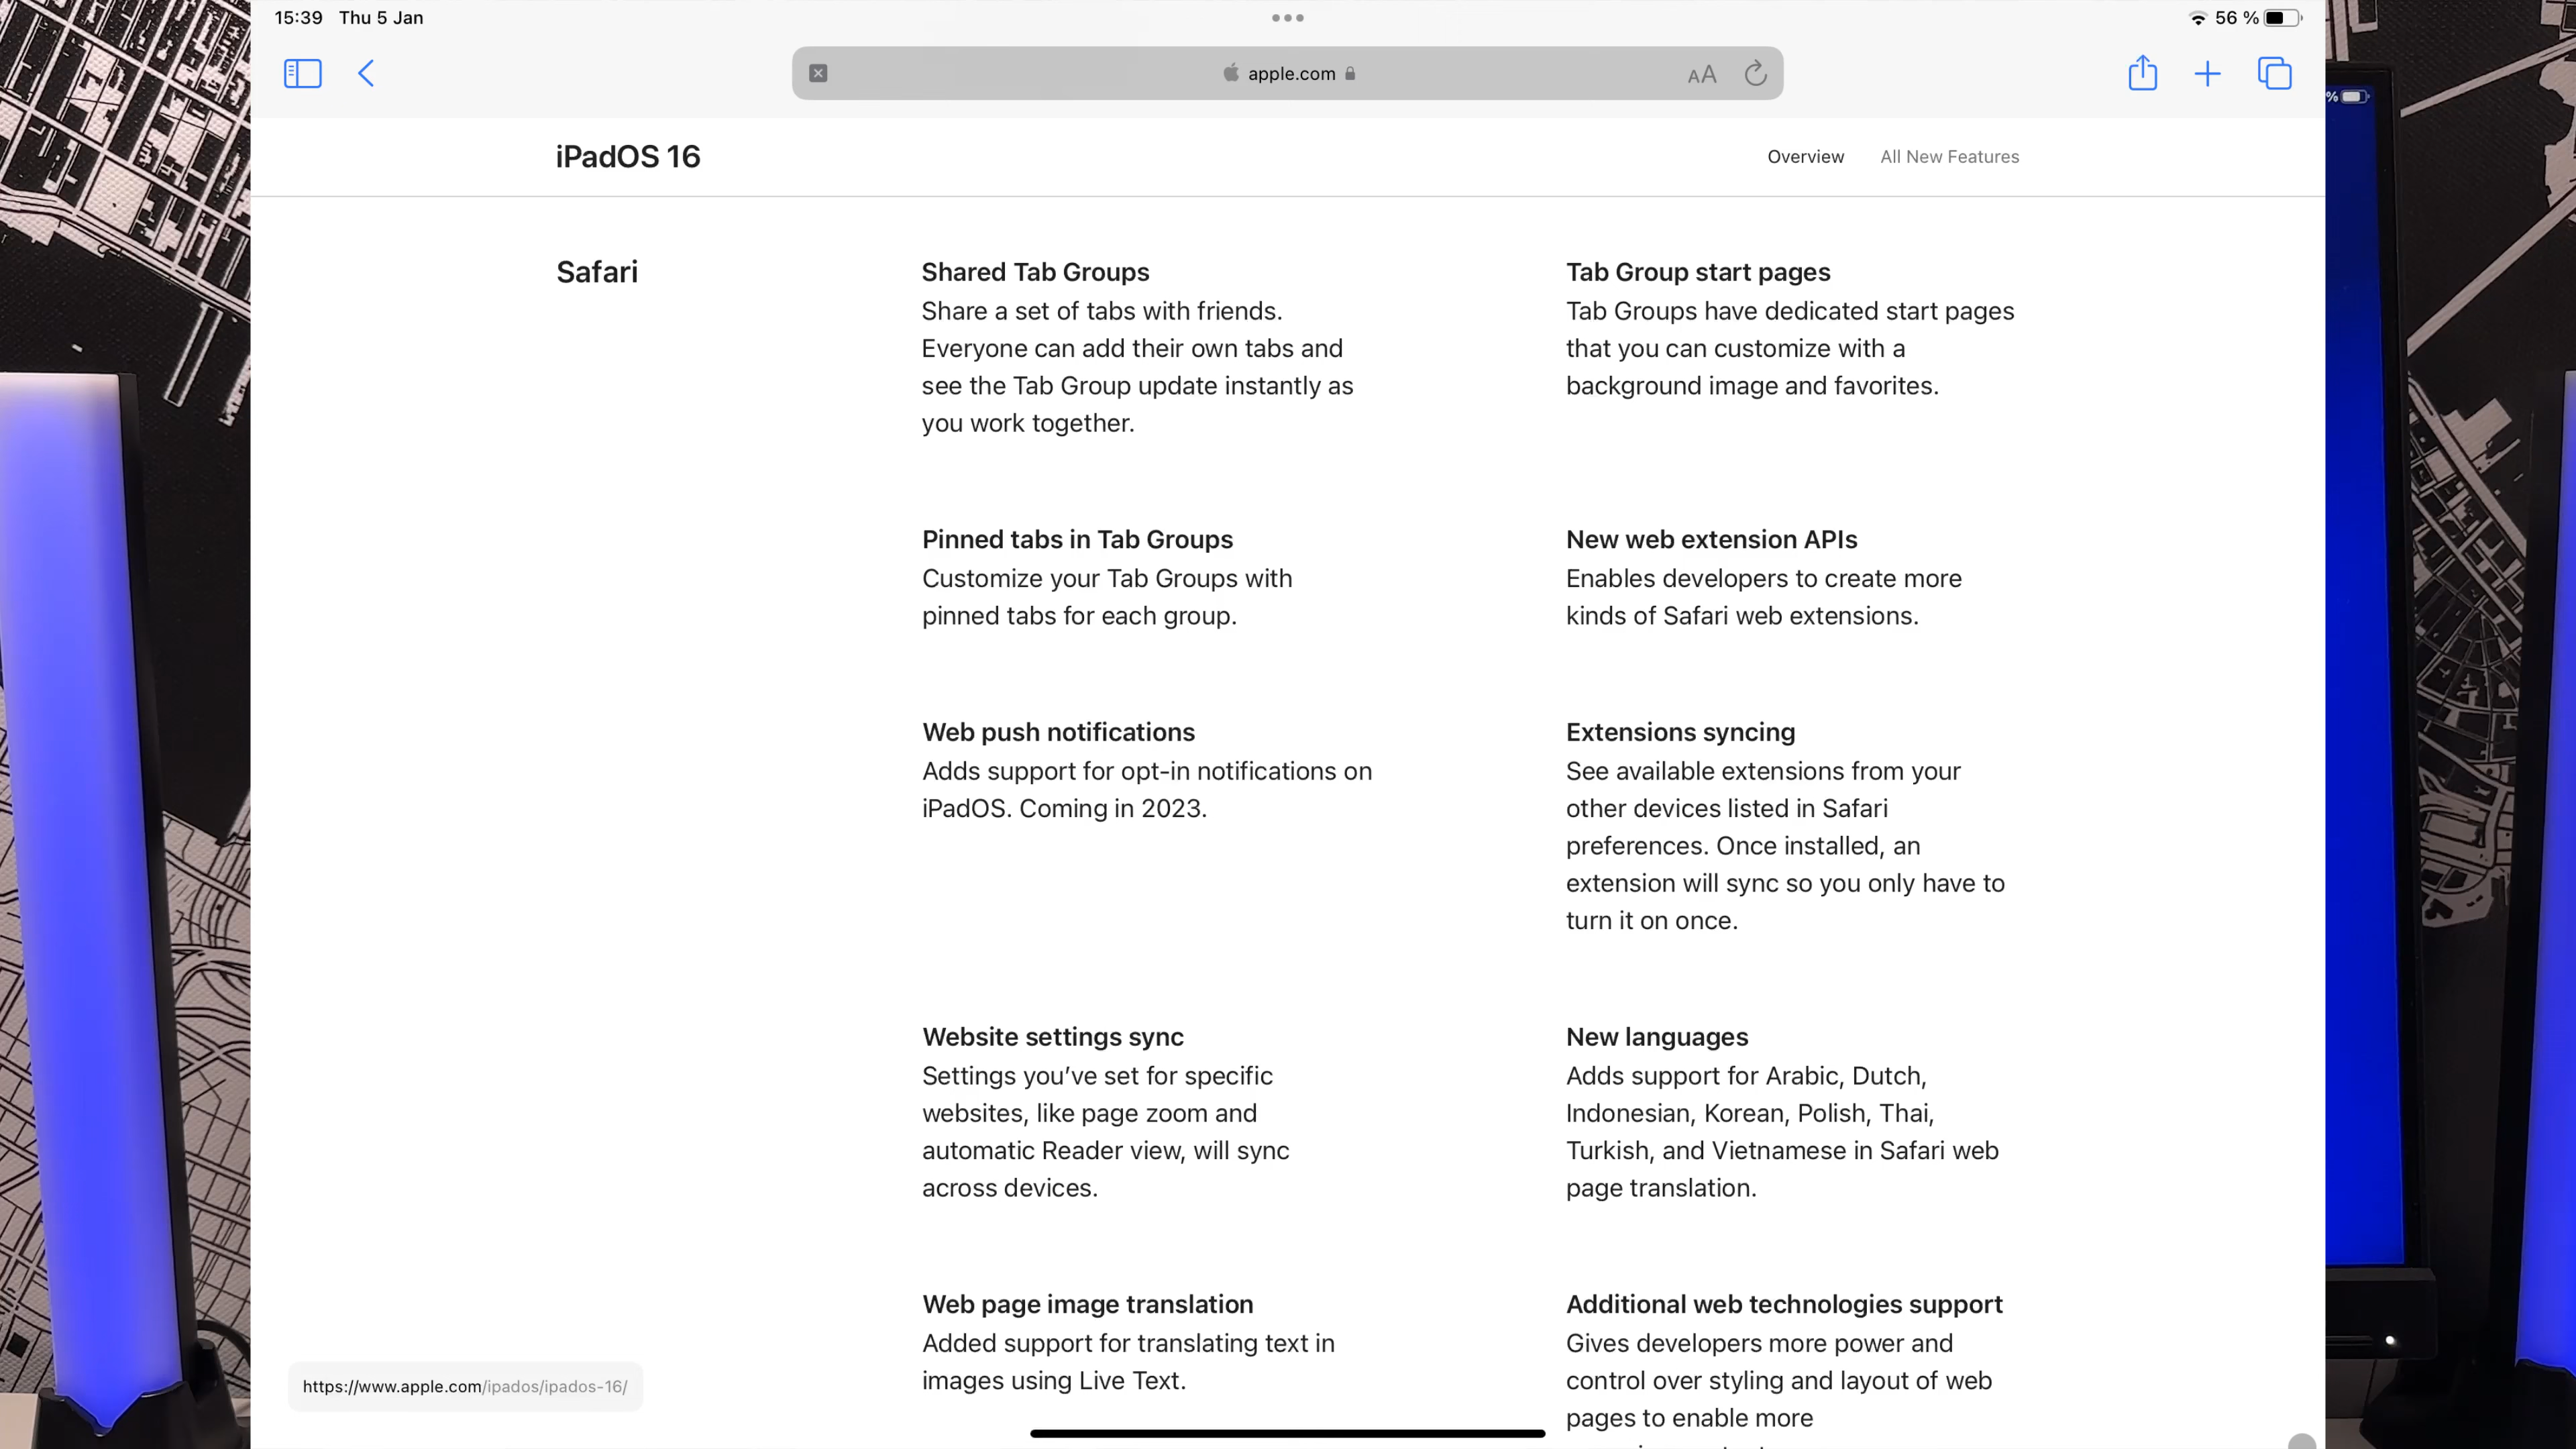 15:39 Thu 5 Jan
56 %
%
apple.com
AA
iPadOS 16
Overview
All New Features
Safari
Shared Tab Groups
Share a set of tabs with friends.
Everyone can add their own tabs and
see the Tab Group update instantly as
you work together.
Tab Group start pages
Tab Groups have dedicated start pages
that you can customize with a
background image and favorites.
Pinned tabs in Tab Groups
Customize your Tab Groups with
pinned tabs for each group.
New web extension APIs
Enables developers to create more
kinds of Safari web extensions.
Web push notifications
Adds support for opt-in notifications on
iPadOS. Coming in 2023.
Extensions syncing
See available extensions from your
other devices listed in Safari
preferences. Once installed, an
extension will sync so you only have to
turn it on once.
Website settings sync
Settings you’ve set for specific
websites, like page zoom and
automatic Reader view, will sync
across devices.
New languages
Adds support for Arabic, Dutch,
Indonesian, Korean, Polish, Thai,
Turkish, and Vietnamese in Safari web
page translation.
Web page image translation
Added support for translating text in
images using Live Text.
Additional web technologies support
Gives developers more power and
control over styling and layout of web
pages to enable more
https://www.apple.com/ipados/ipados-16/